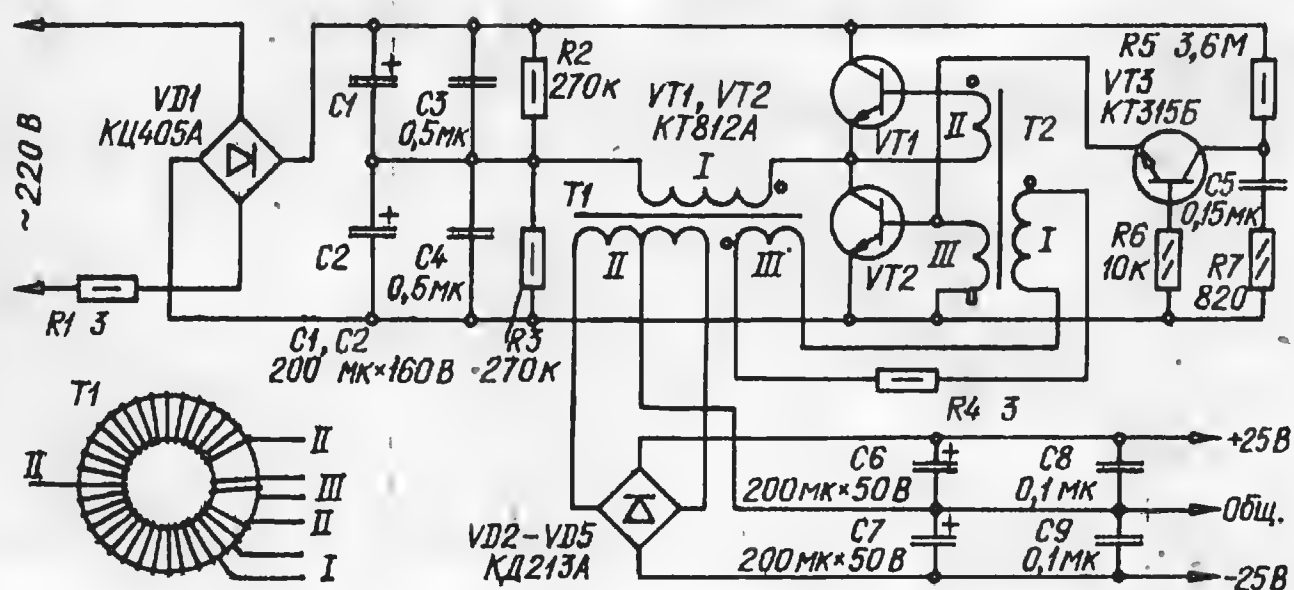 ~220 В
VD1
КЦ405А
R1 3
C1
C2
C1, C2
200 мк×160В
C3
0,5мк
C4
0,5мк
R2
270к
R3
270к
VT1, VT2
КТ812А
I
T1
II
III
VT1
VT2
II
III
T2
I
R4 3
R5 3,6М
VT3
КТ315Б
C5
0,15мк
R6
10к
R7
820
T1
II
II
III
II
I
VD2-VD5
КД213А
C6
200мк×50В
C7
200мк×50В
C8
0,1мк
C9
0,1мк
+25В
Общ.
-25В